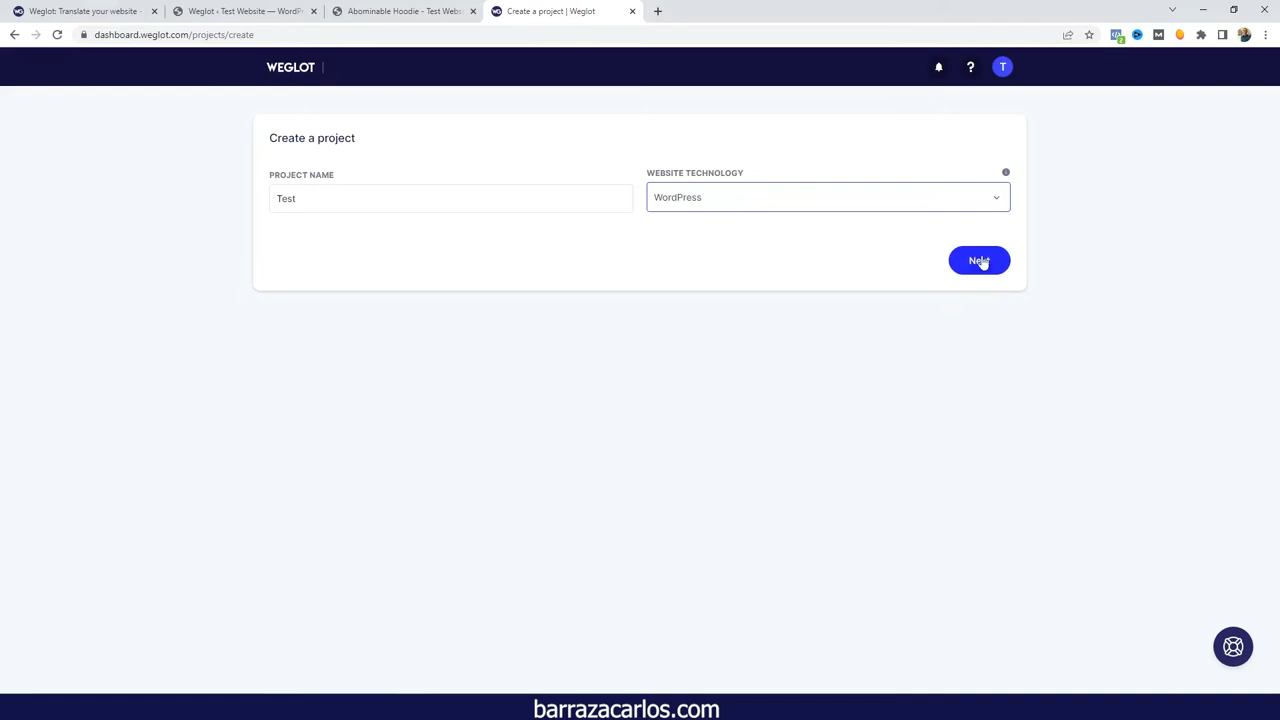 Weglot: Translate your website -
Weglot ‹ Test Website — WordPr
Abominable Hoodie - Test Webs
Create a project | Weglot
dashboard.weglot.com/projects/create
WEGLOT
T
Create a project
PROJECT NAME
WEBSITE TECHNOLOGY
Test
WordPress
Next
barrazacarlos.com